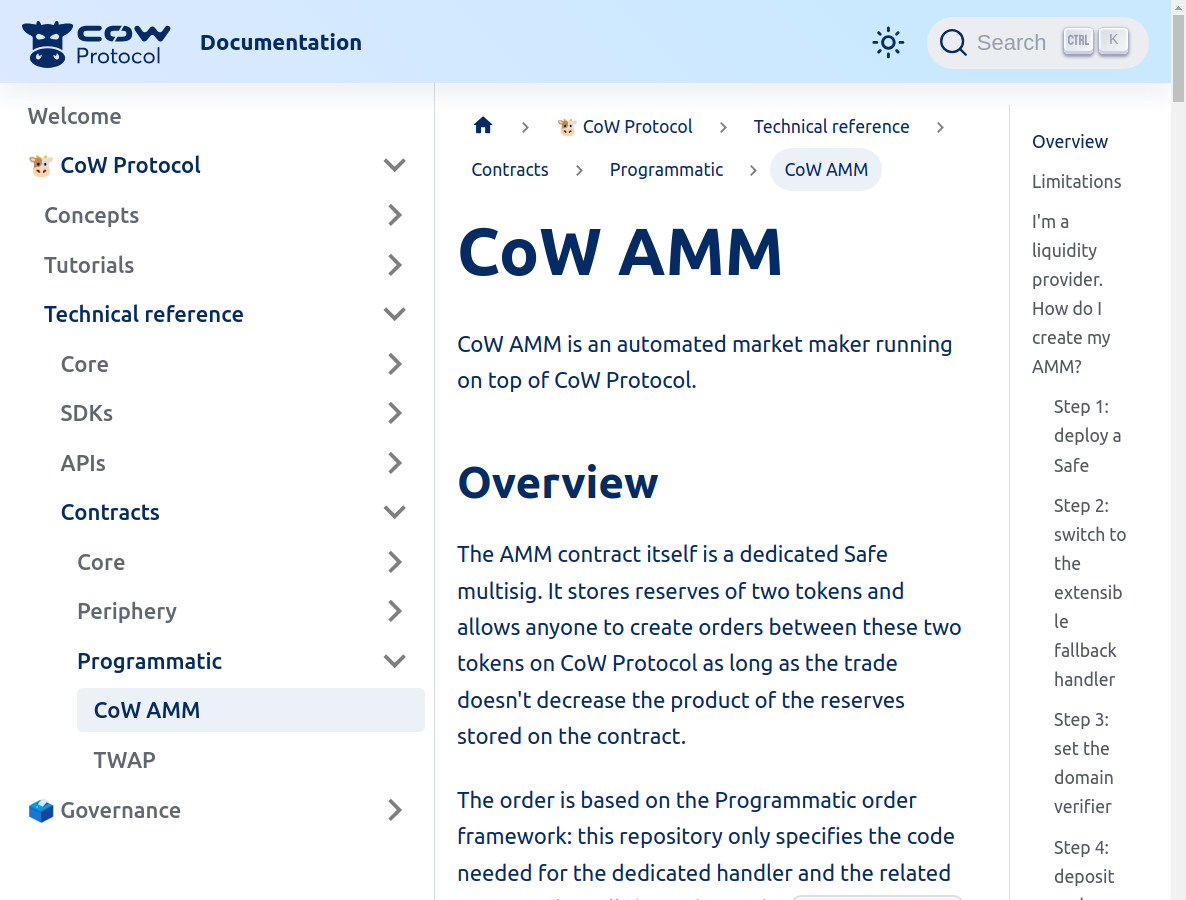 COW
Protocol
Documentation
Search
CTRL
K
Welcome
CoW Protocol
Concepts
Tutorials
Technical reference
Core
SDKs
APIs
Contracts
Core
Periphery
Programmatic
CoW AMM
TWAP
Governance
CoW Protocol
Technical reference
Contracts
Programmatic
CoW AMM
CoW AMM
CoW AMM is an automated market maker running
on top of CoW Protocol.
Overview
The AMM contract itself is a dedicated Safe
multisig. It stores reserves of two tokens and
allows anyone to create orders between these two
tokens on CoW Protocol as long as the trade
doesn't decrease the product of the reserves
stored on the contract.
The order is based on the Programmatic order
framework: this repository only specifies the code
needed for the dedicated handler and the related
Overview
Limitations
I'm a
liquidity
provider.
How do I
create my
AMM?
Step 1:
deploy a
Safe
Step 2:
switch to
the
extensib
le
fallback
handler
Step 3:
set the
domain
verifier
Step 4:
deposit